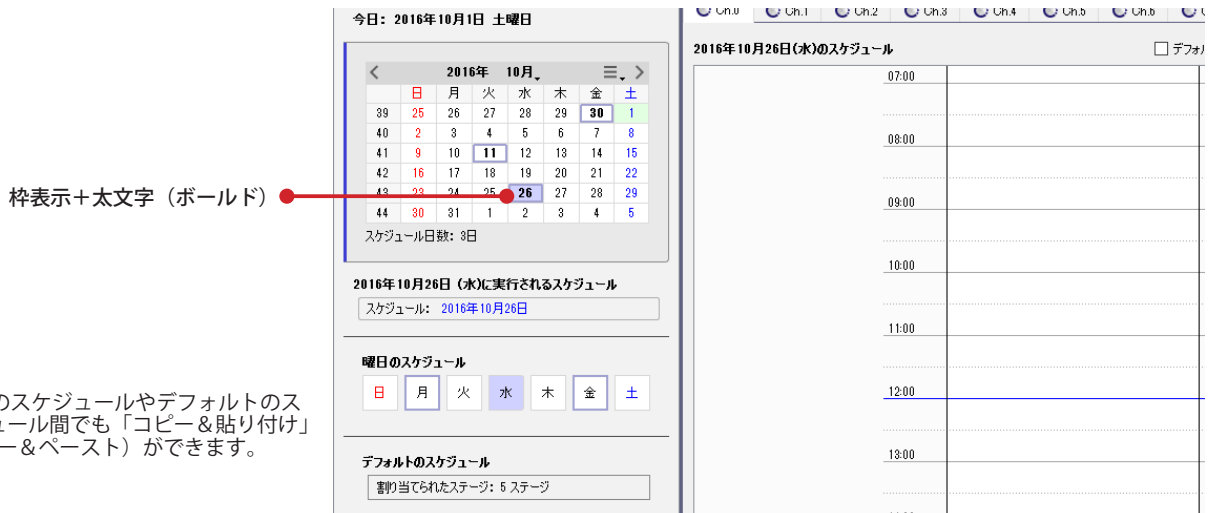 今日: 2016年10月1日 土曜日
Ch.0 Ch.1 Ch.2 Ch.3 Ch.4 Ch.5 Ch.6
2016年10月26日(水)のスケジュール
デフォル
2016年 10月
日 月 火 水 木 金 土
39 25 26 27 28 29 30 1
40 2 3 4 5 6 7 8
41 9 10 11 12 13 14 15
42 16 17 18 19 20 21 22
43 23 24 25 26 27 28 29
44 30 31 1 2 3 4 5
スケジュール日数: 3日
枠表示＋太文字（ボールド）
2016年10月26日 (水)に実行されるスケジュール
スケジュール: 2016年10月26日
曜日のスケジュール
日 月 火 水 木 金 土
のスケジュールやデフォルトのス
ュール間でも「コピー＆貼り付け」
ー＆ペースト）ができます。
デフォルトのスケジュール
割り当てられたステージ: 5 ステージ
07:00
08:00
09:00
10:00
11:00
12:00
13:00